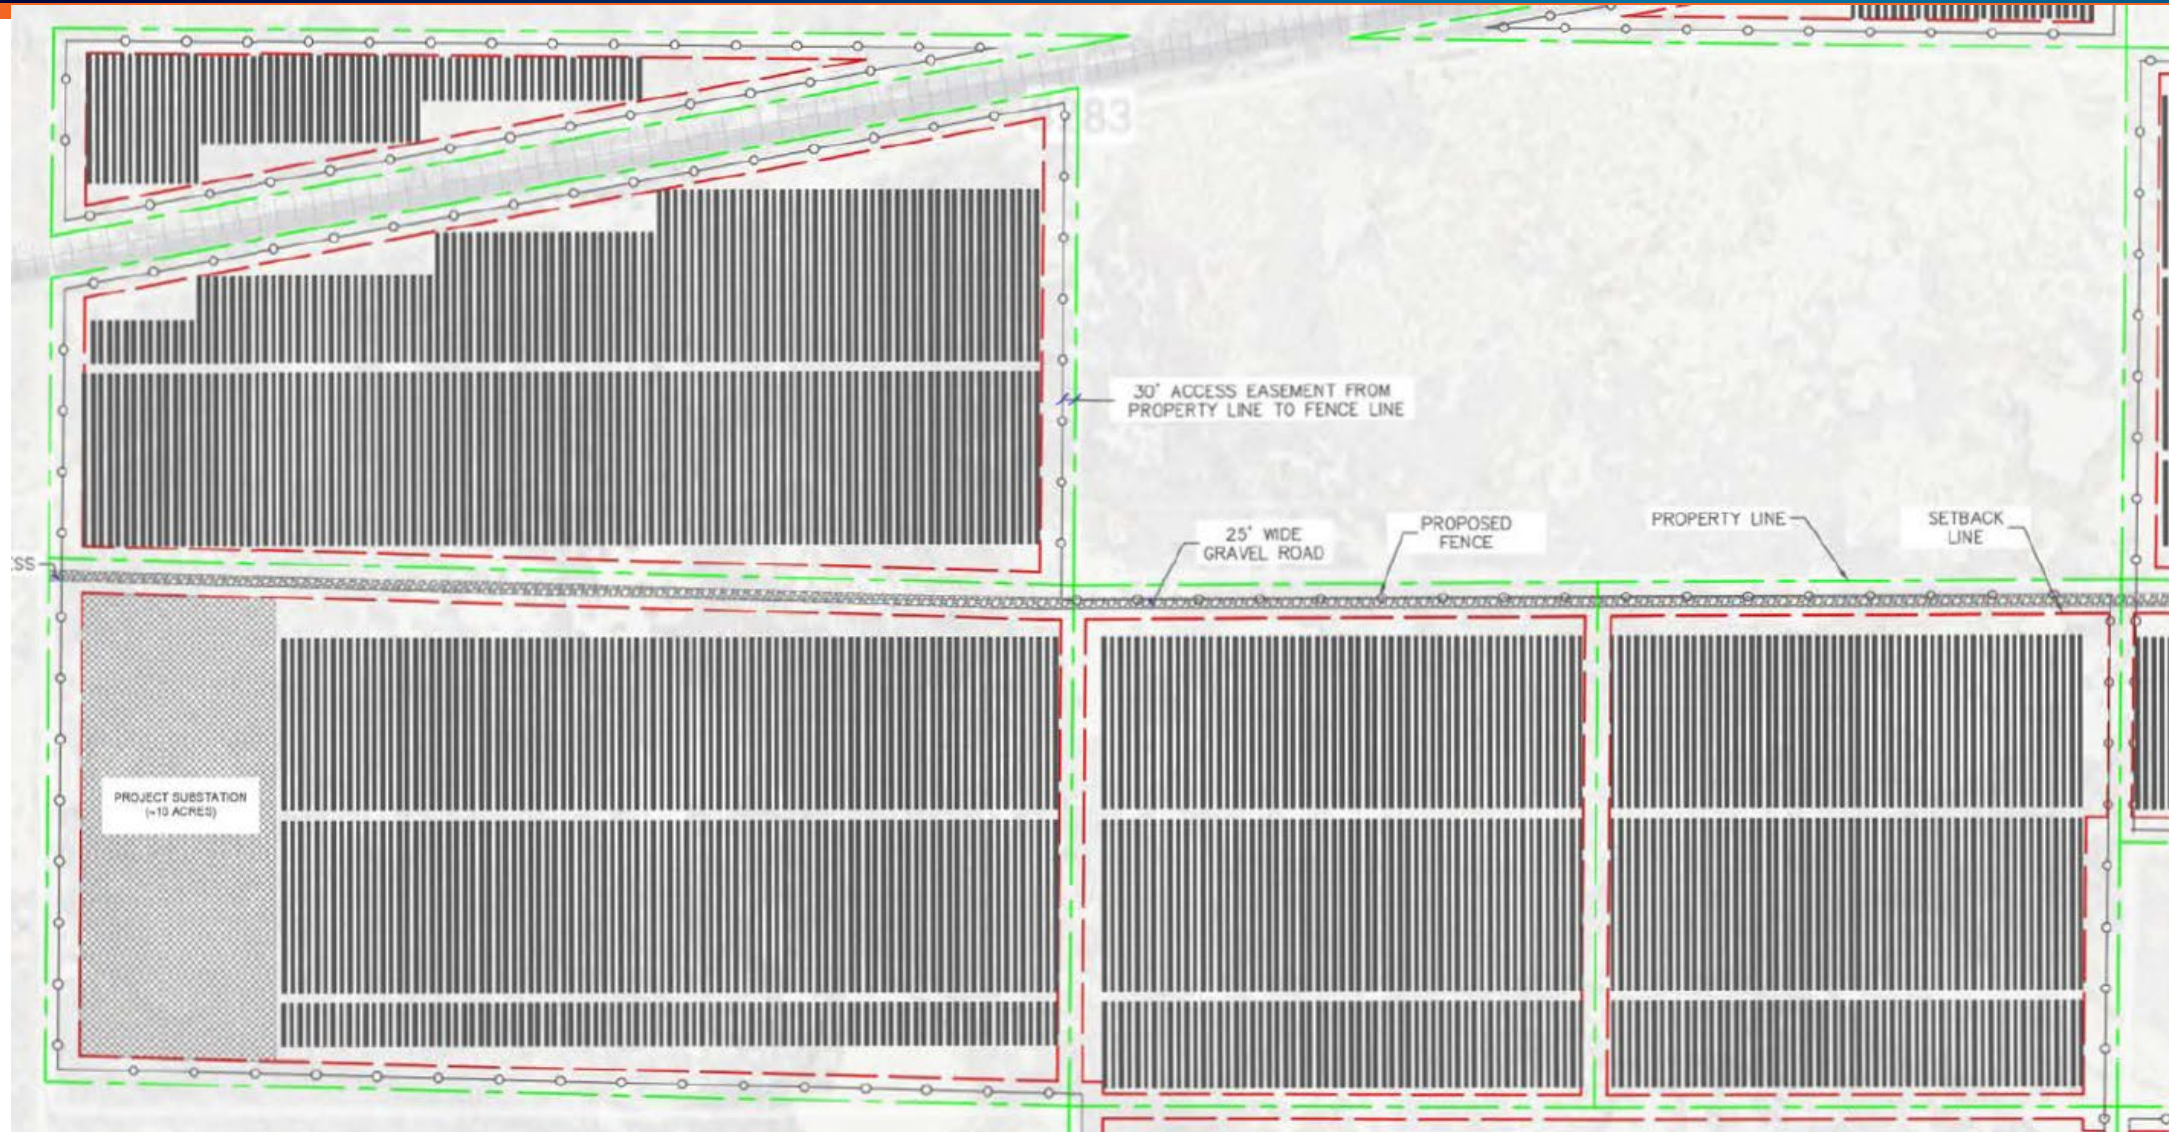 30' ACCESS EASEMENT FROM
PROPERTY LINE TO FENCE LINE
25' WIDE
GRAVEL ROAD
PROPOSED
FENCE
PROPERTY LINE
SETBACK
LINE
SS
PROJECT SUBSTATION
(~10 ACRES)